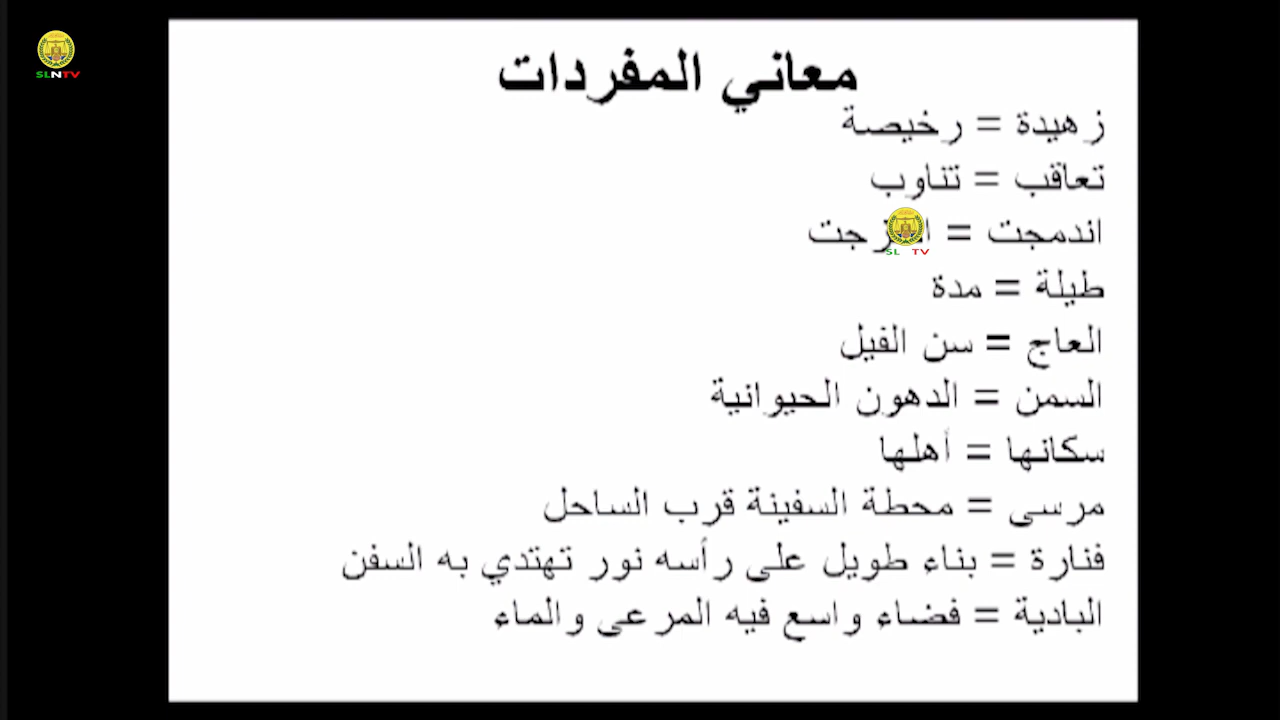 SLNTV
معاني المفردات
زهيدة = رخيصة
تعاقب = تناوب
اندمجت =
SL TV
طيلة = مدة
العاج = سن الفيل
السمن = الدهون الحيوانية
سكانها = أهلها
مرسى = محطة السفينة قرب الساحل
فنارة = بناء طويل على رأسه نور تهتدي به السفن
البادية = فضاء واسع فيه المرعى والماء